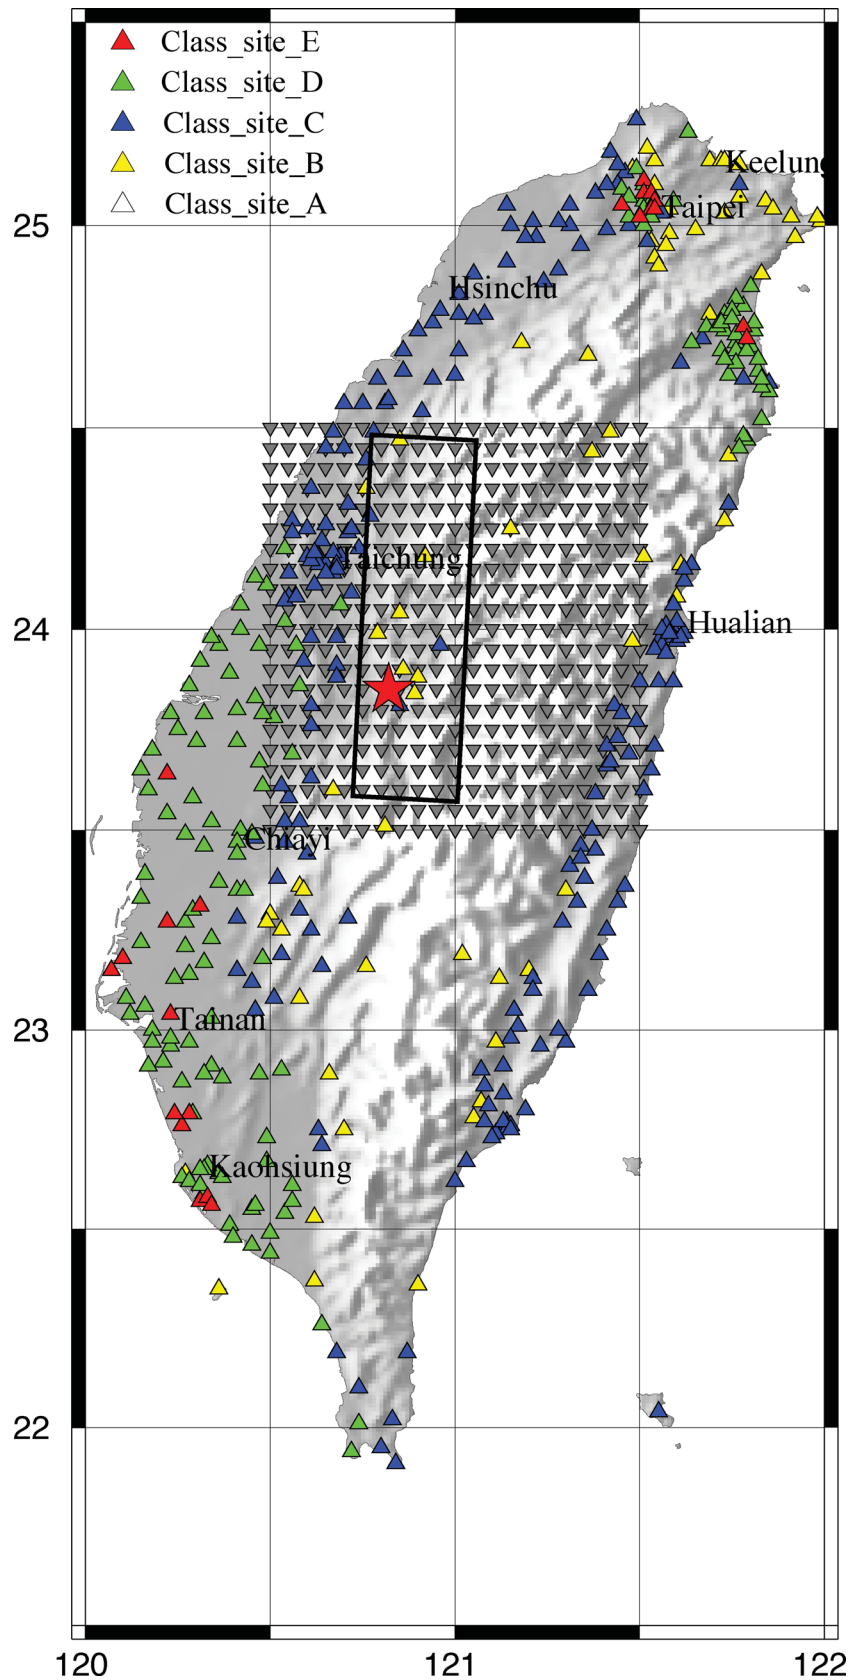 Class_site_E
Class_site_D
Class_site_C
Class_site_B
Class_site_A
Keelung
Taipei
25
Hsinchu
Taichung
24
Hualian
Chiayi
23
Tainan
Kaohsiung
22
120
121
122